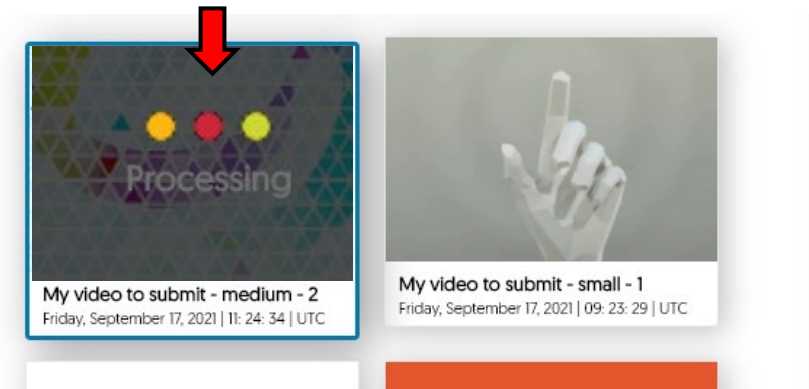 Processing
My video to submit - medium - 2
Friday, September 17, 2021 | 11: 24: 34 | UTC
My video to submit - small - 1
Friday, September 17, 2021 | 09: 23: 29 | UTC